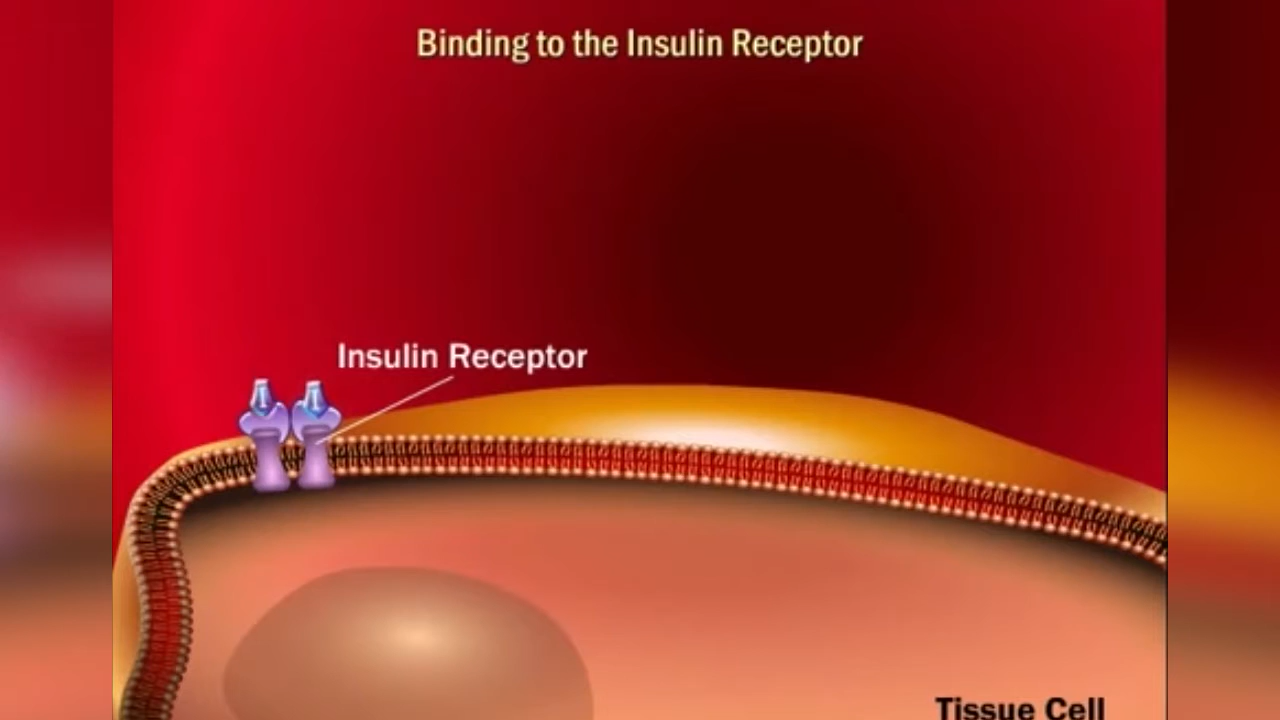 Binding to the Insulin Receptor
Insulin Receptor
I I
Tissue Cell